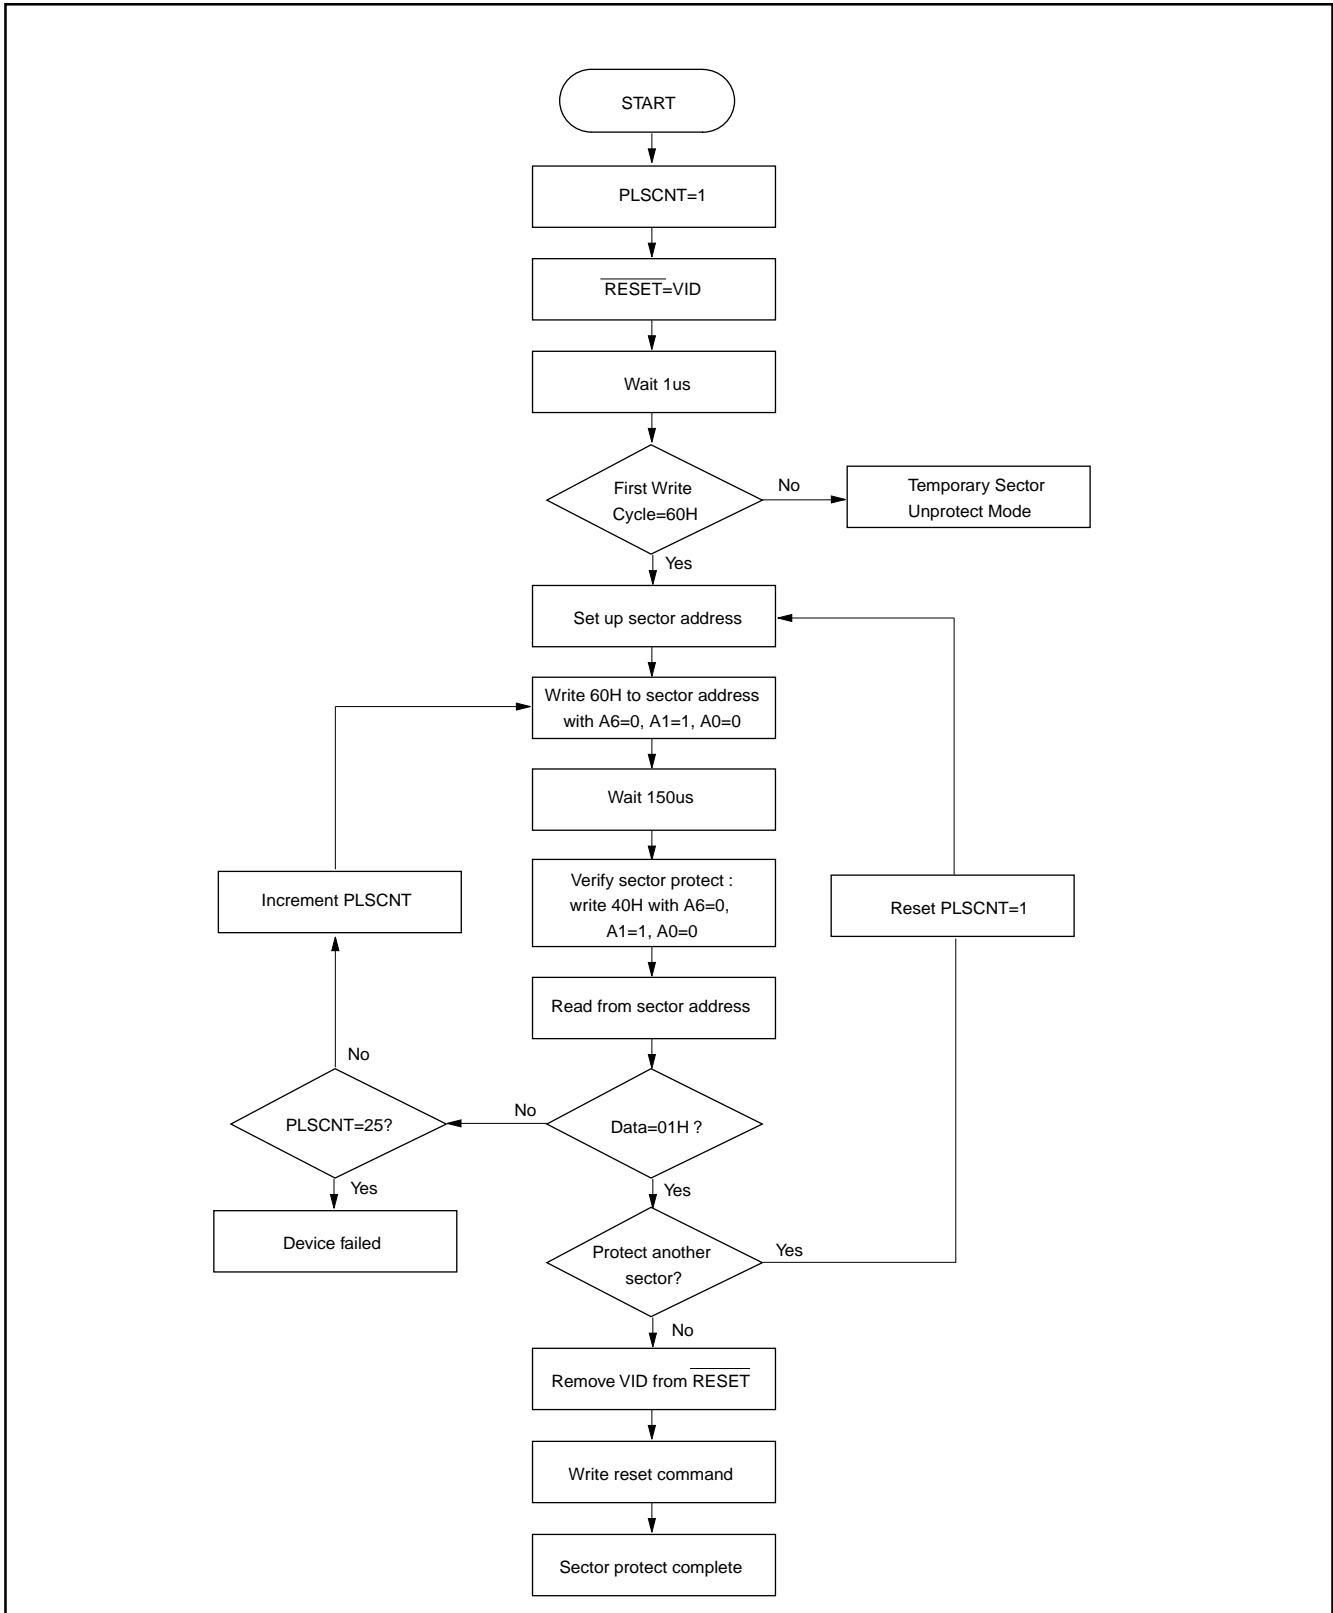 START
PLSCNT=1
RESET=VID
Wait 1us
First Write
Cycle=60H
No
Temporary Sector
Unprotect Mode
Yes
Set up sector address
Write 60H to sector address
with A6=0, A1=1, A0=0
Wait 150us
Verify sector protect :
write 40H with A6=0,
A1=1, A0=0
Increment PLSCNT
Reset PLSCNT=1
Read from sector address
No
PLSCNT=25?
No
Data=01H ?
Yes
Yes
Device failed
Protect another
sector?
Yes
No
Remove VID from RESET
Write reset command
Sector protect complete